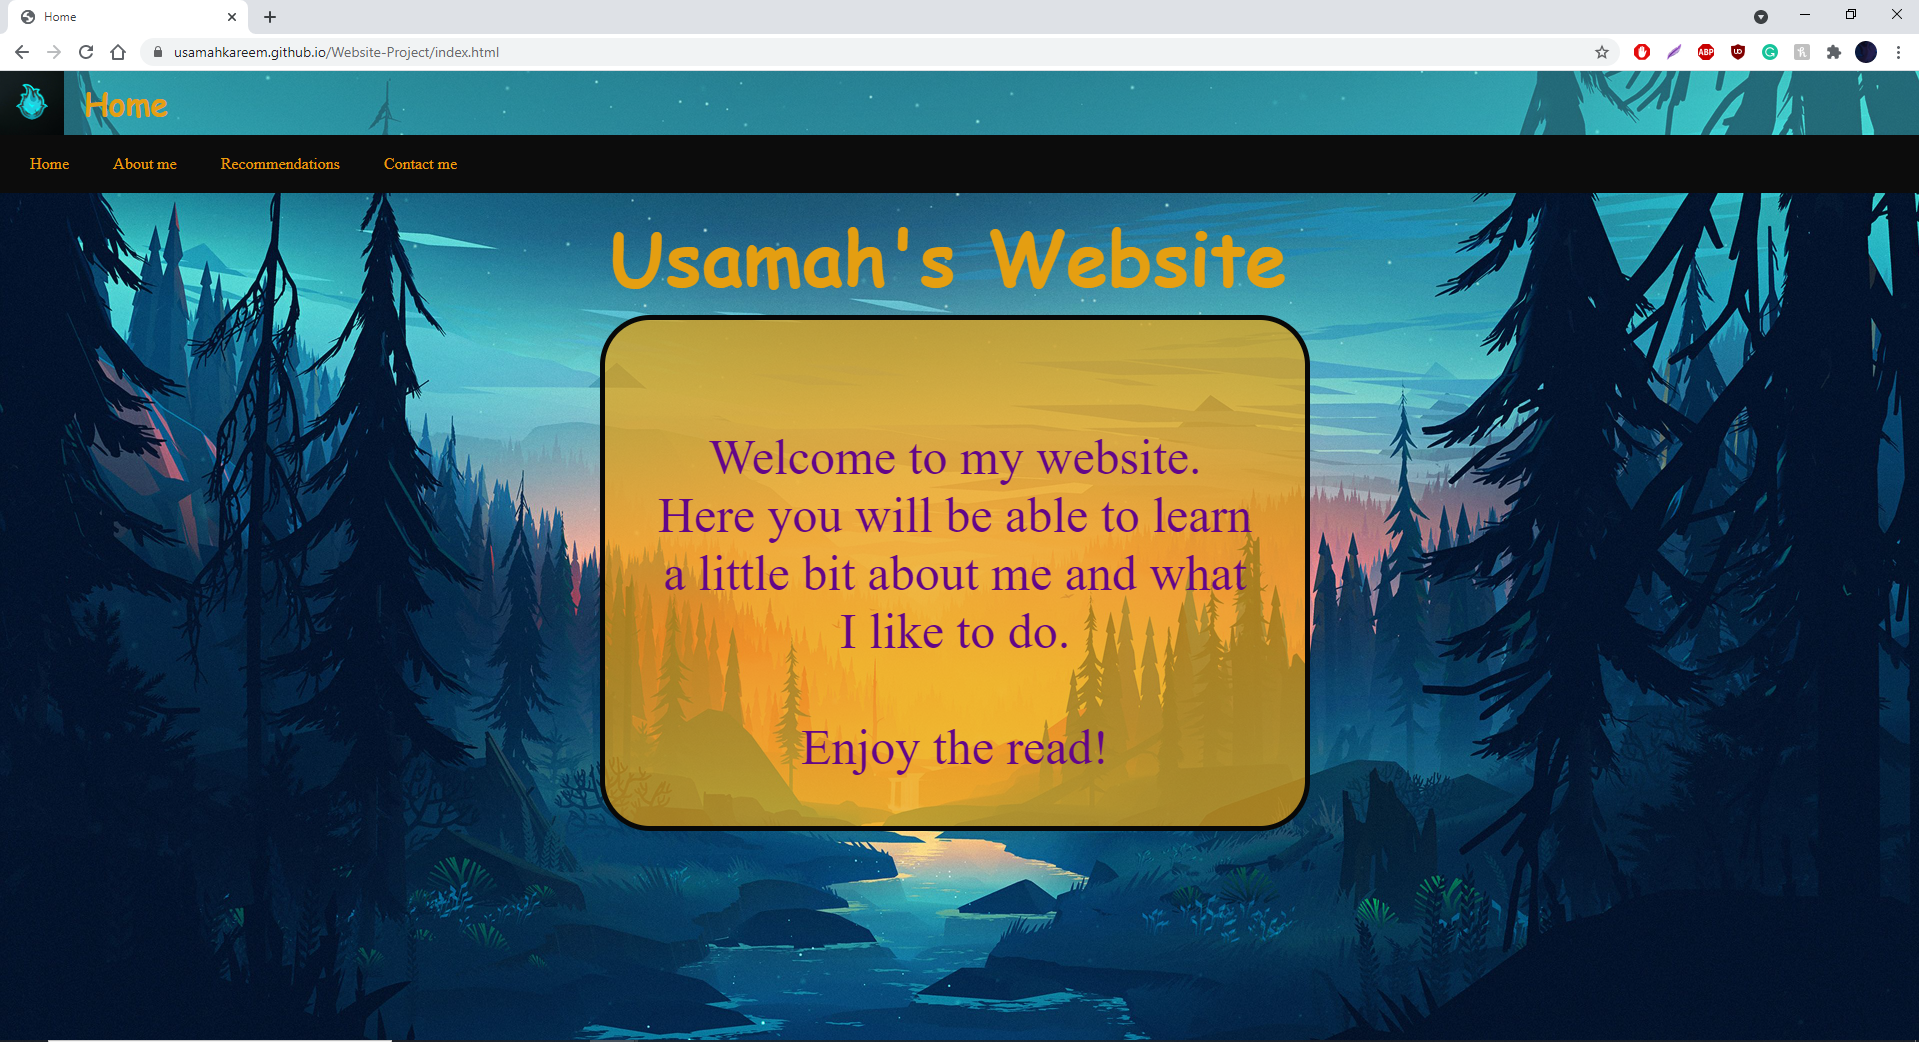 Home
usamahkareem.github.io/Website-Project/index.html
ABP
Home
Home About me Recommendations Contact me
Usamah's Website
Welcome to my website.
Here you will be able to learn
a little bit about me and what
I like to do.
Enjoy the read!